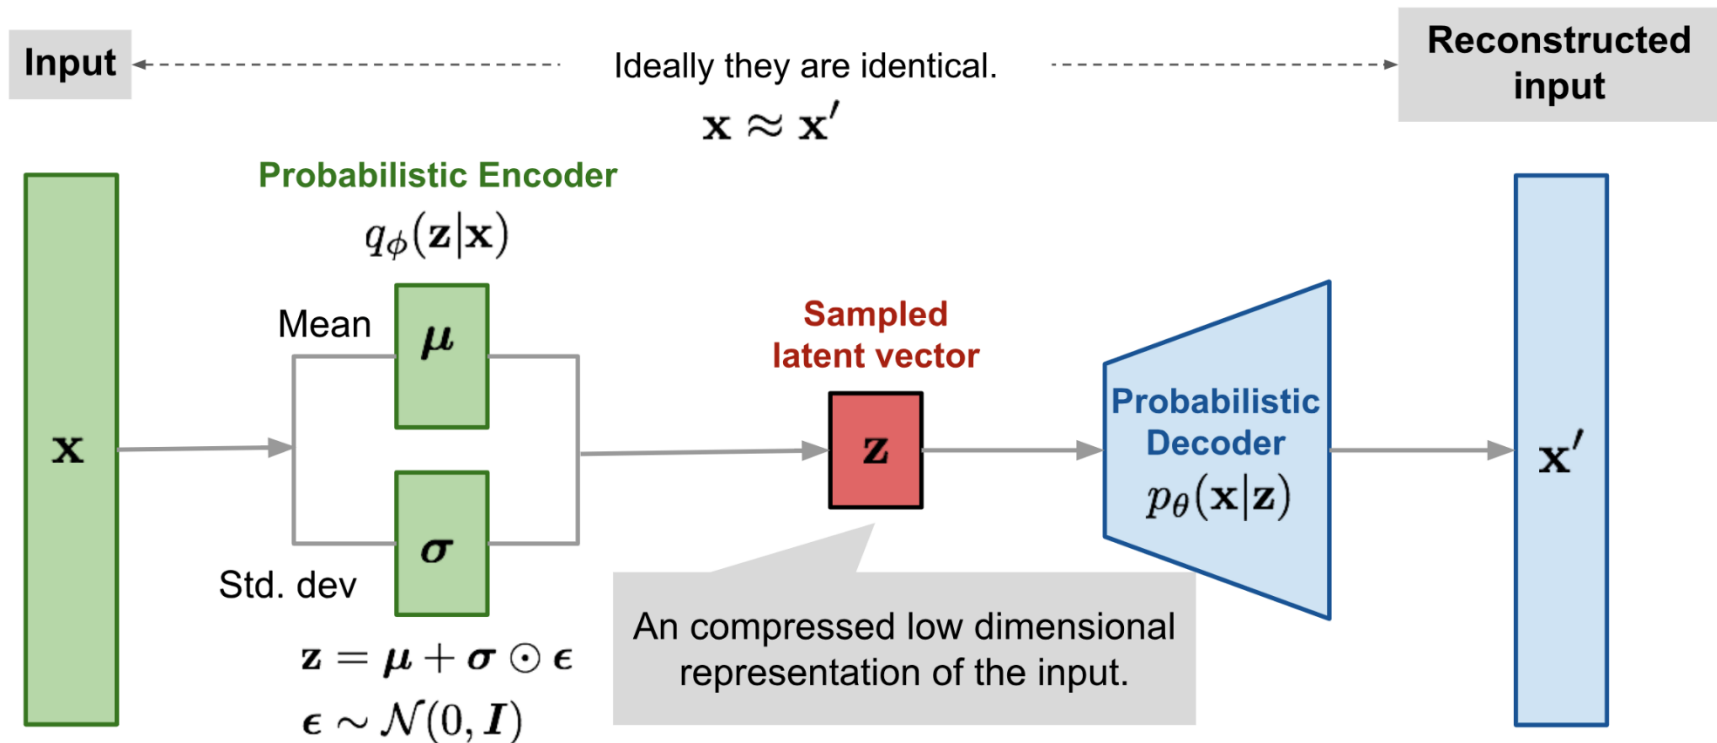 Input
Ideally they are identical.
x ≈ x′
Reconstructed
input
Probabilistic Encoder
qϕ(z|x)
Mean
μ
x
σ
Std. dev
z = μ + σ ⊙ ϵ
ϵ ∼ 𝒩(0, I)
Sampled
latent vector
z
An compressed low dimensional
representation of the input.
Probabilistic
Decoder
pθ(x|z)
x′